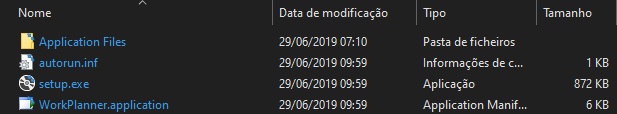 Nome Data de modificação Tipo Tamanho
Application Files 29/06/2019 07:10 Pasta de ficheiros
autorun.inf 29/06/2019 09:59 Informações de c... 1 KB
setup.exe 29/06/2019 09:59 Aplicação 872 KB
WorkPlanner.application 29/06/2019 09:59 Application Manif... 6 KB